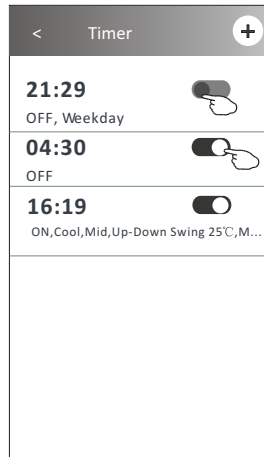 < Timer +
21:29
OFF, Weekday
04:30
OFF
16:19
ON,Cool,Mid,Up-Down Swing 25℃,M...